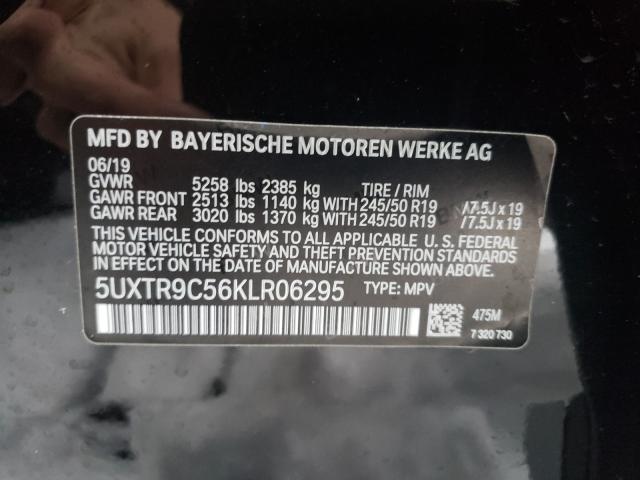 MFD BY BAYERISCHE MOTOREN WERKE AG
06/19
GVWR 5258 lbs 2385 kg TIRE / RIM
GAWR FRONT 2513 lbs 1140 kg WITH 245/50 R19 /7.5J x 19
GAWR REAR 3020 lbs 1370 kg WITH 245/50 R19 /7.5J x 19
THIS VEHICLE CONFORMS TO ALL APPLICABLE U. S. FEDERAL
MOTOR VEHICLE SAFETY AND THEFT PREVENTION STANDARDS
IN EFFECT ON THE DATE OF MANUFACTURE SHOWN ABOVE.
5UXTR9C56KLR06295 TYPE: MPV
475M
7 320 730